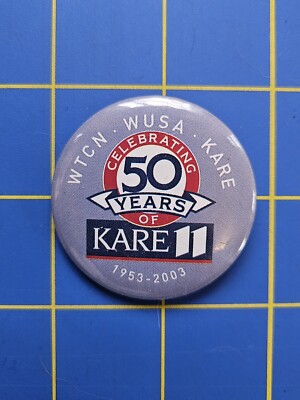 WTCN · WUSA · KARE
CELEBRATING
50
YEARS
OF
KARE 11
1953-2003